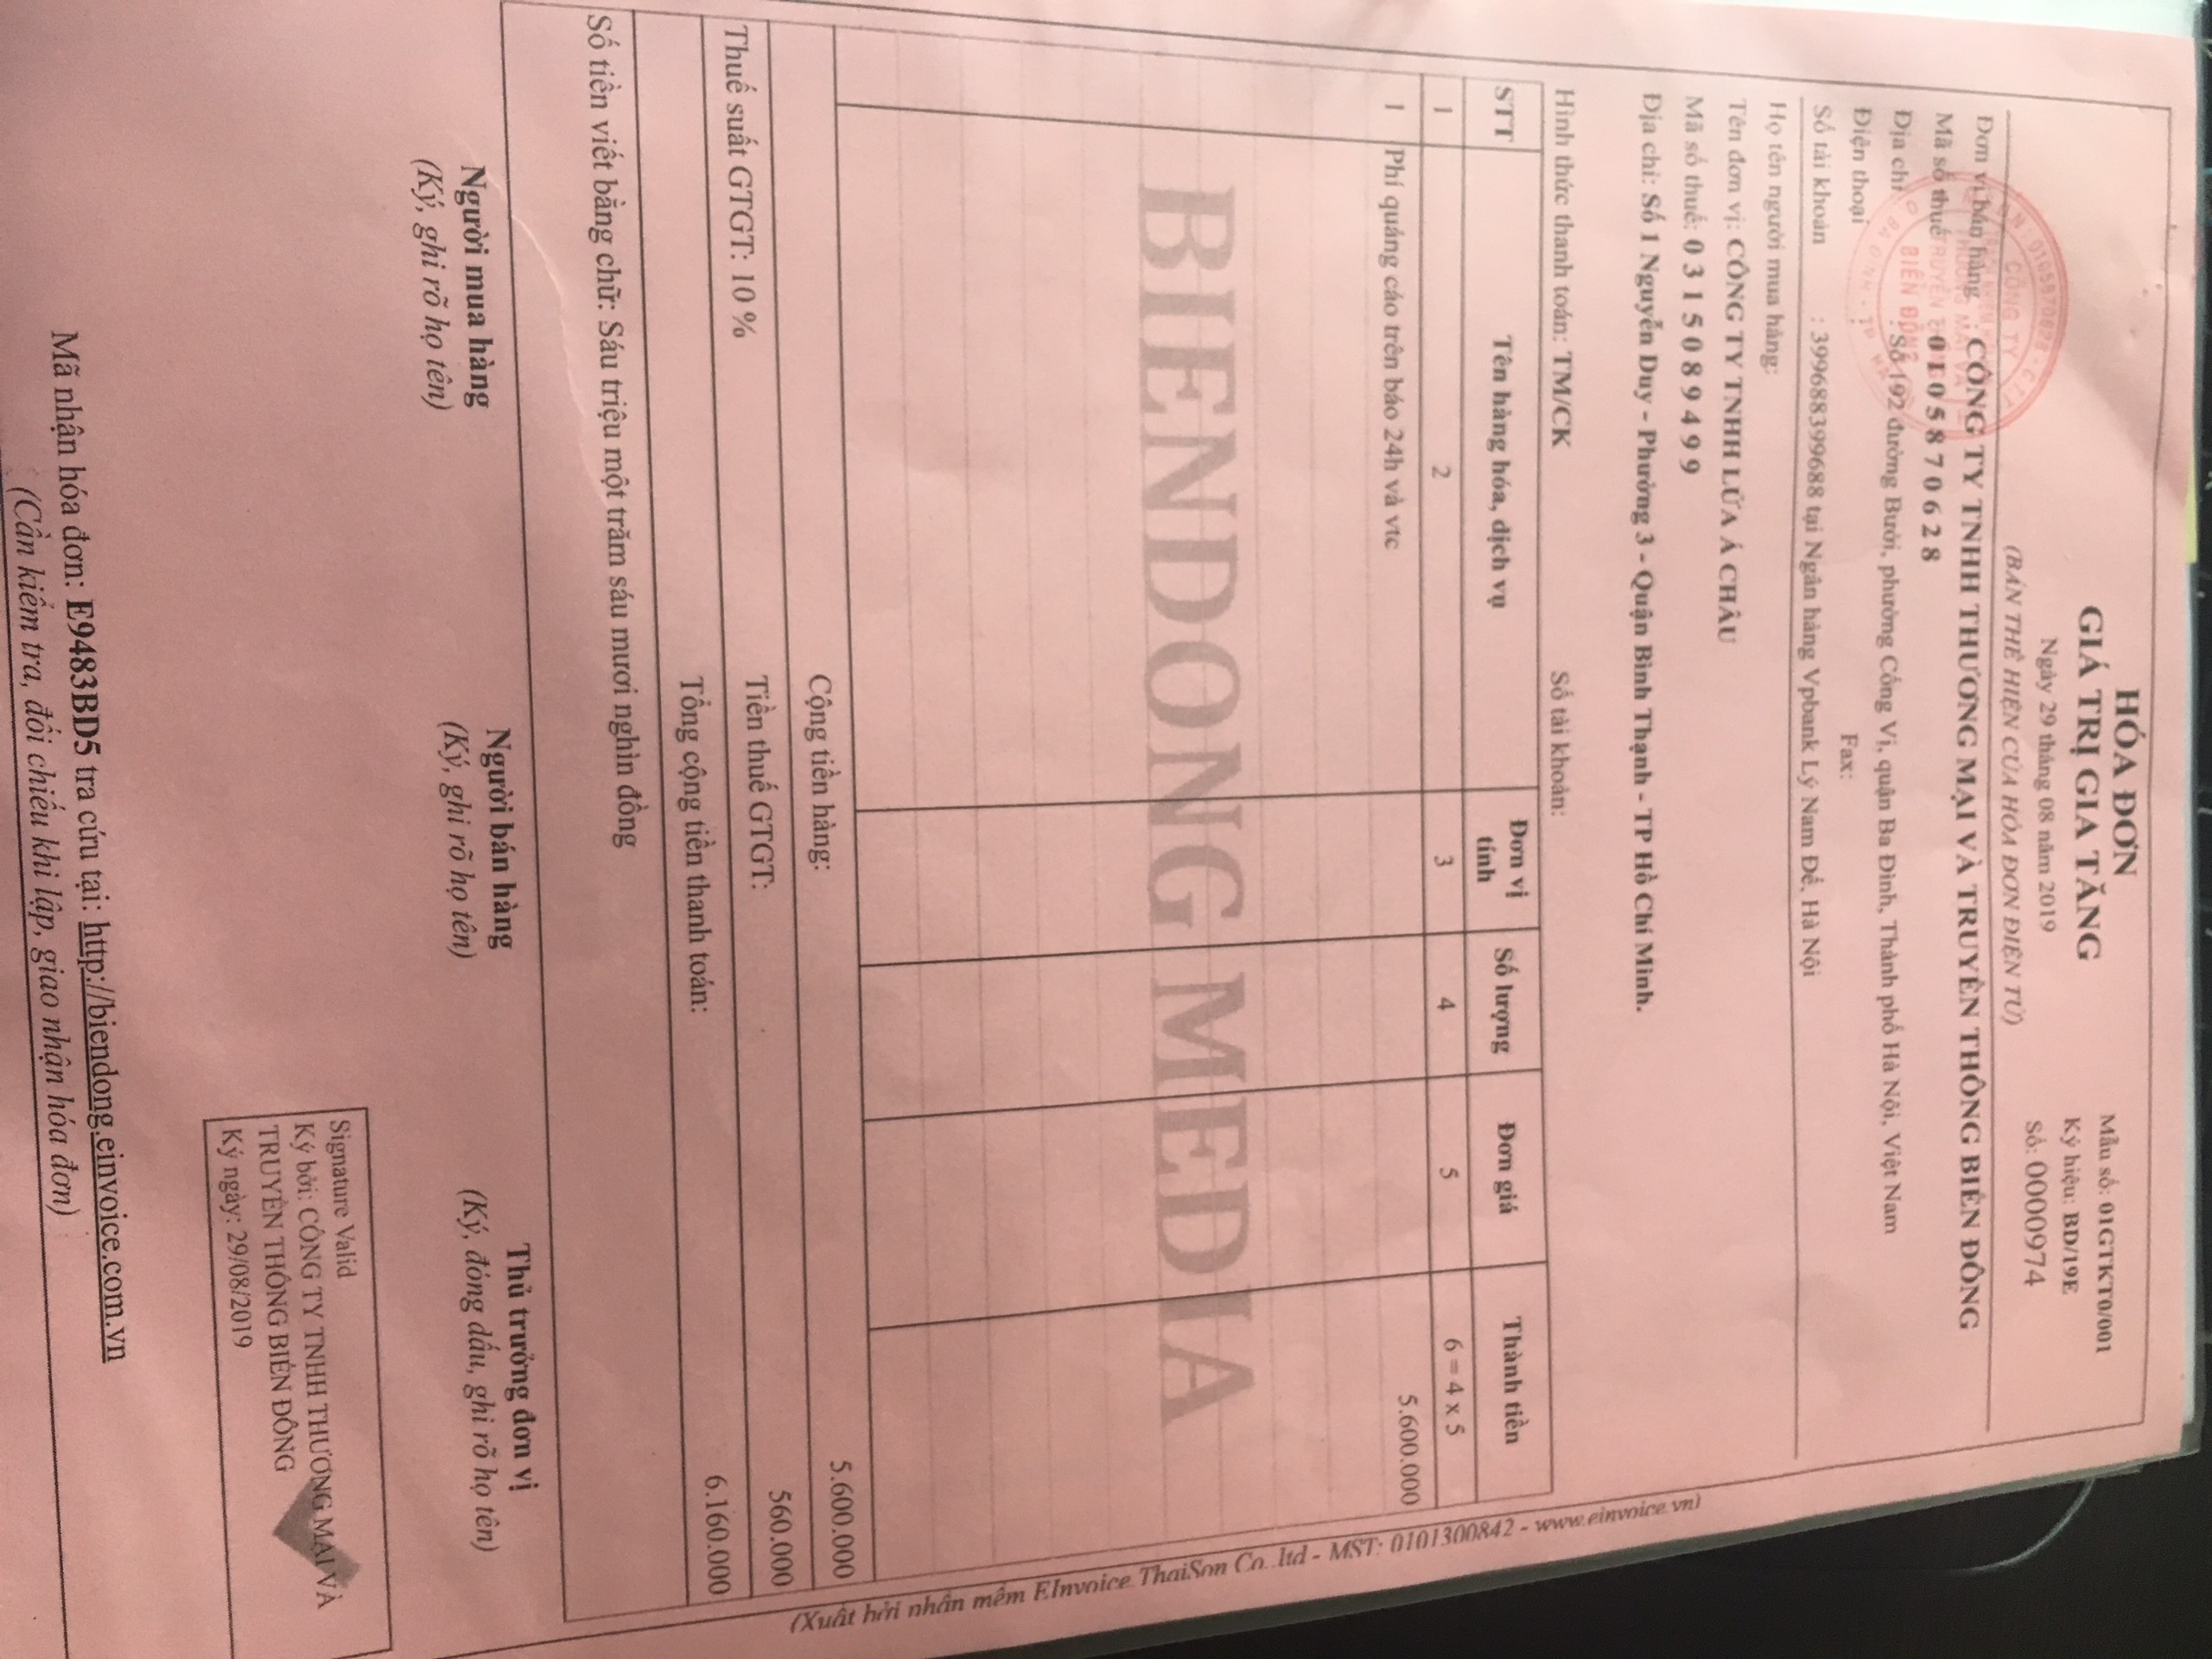 HÓA ĐƠN
GIÁ TRỊ GIA TĂNG
Ngày 29 tháng 08 năm 2019
(BẢN THỂ HIỆN CỦA HÓA ĐƠN ĐIỆN TỬ)
Mẫu số: 01GTKT0/001
Ký hiệu: BD/19E
Số: 0000974
Đơn vị bán hàng : CÔNG TY TNHH THƯƠNG MẠI VÀ TRUYỀN THÔNG BIỂN ĐÔNG
Mã số thuế : 0105870628
Địa chỉ : Số 192 đường Bưởi, phường Cống Vị, quận Ba Đình, Thành phố Hà Nội, Việt Nam
Điện thoại : Fax:
Số tài khoản : 399688399688 tại Ngân hàng Vpbank Lý Nam Đế, Hà Nội
CÔNG TY
THƯƠNG MẠI VÀ
TRUYỀN THÔNG
BIỂN ĐÔNG
Họ tên người mua hàng:
Tên đơn vị: CÔNG TY TNHH LỬA Á CHÂU
Mã số thuế: 0315089499
Địa chỉ: Số 1 Nguyễn Duy - Phường 3 - Quận Bình Thạnh - TP Hồ Chí Minh.
Hình thức thanh toán: TM/CK Số tài khoản:
STT Tên hàng hóa, dịch vụ Đơn vị tính Số lượng Đơn giá Thành tiền
1 2 3 4 5 6 = 4 x 5
1 Phí quảng cáo trên báo 24h và vtc 5.600.000
BIENDONG MEDIA
Cộng tiền hàng: 5.600.000
Thuế suất GTGT: 10 % Tiền thuế GTGT: 560.000
Tổng cộng tiền thanh toán: 6.160.000
Số tiền viết bằng chữ: Sáu triệu một trăm sáu mươi nghìn đồng
Người mua hàng Người bán hàng Thủ trưởng đơn vị
(Ký, ghi rõ họ tên) (Ký, ghi rõ họ tên) (Ký, đóng dấu, ghi rõ họ tên)
Signature Valid
Ký bởi: CÔNG TY TNHH THƯƠNG MẠI VÀ
TRUYỀN THÔNG BIỂN ĐÔNG
Ký ngày: 29/08/2019
Mã nhận hóa đơn: E9483BD5 tra cứu tại: http://biendong.einvoice.com.vn
(Cần kiểm tra, đối chiếu khi lập, giao nhận hóa đơn)
(Xuất bởi nhần mềm EInvoice. ThaiSon Co., ltd - MST: 0101300842 - www.einvoice.vn)